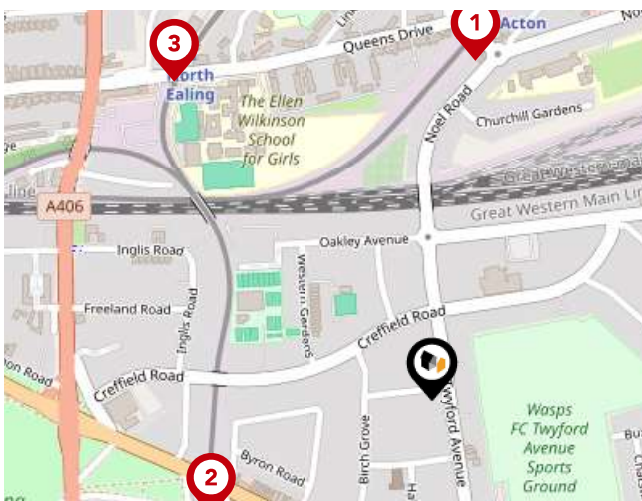 1
Acton
3
Queens Drive
North
Ealing
The Ellen
Wilkinson
School
for Girls
Noel Road
Churchill Gardens
line
A406
Great Western Main Li
Oakley Avenue
Inglis Road
Western Gardens
Freeland Road
Inglis Road
Creffield Road
Creffield Road
Twyford Avenue
Birch Grove
Wasps
FC Twyford
Avenue
Sports
Ground
Byron Road
2